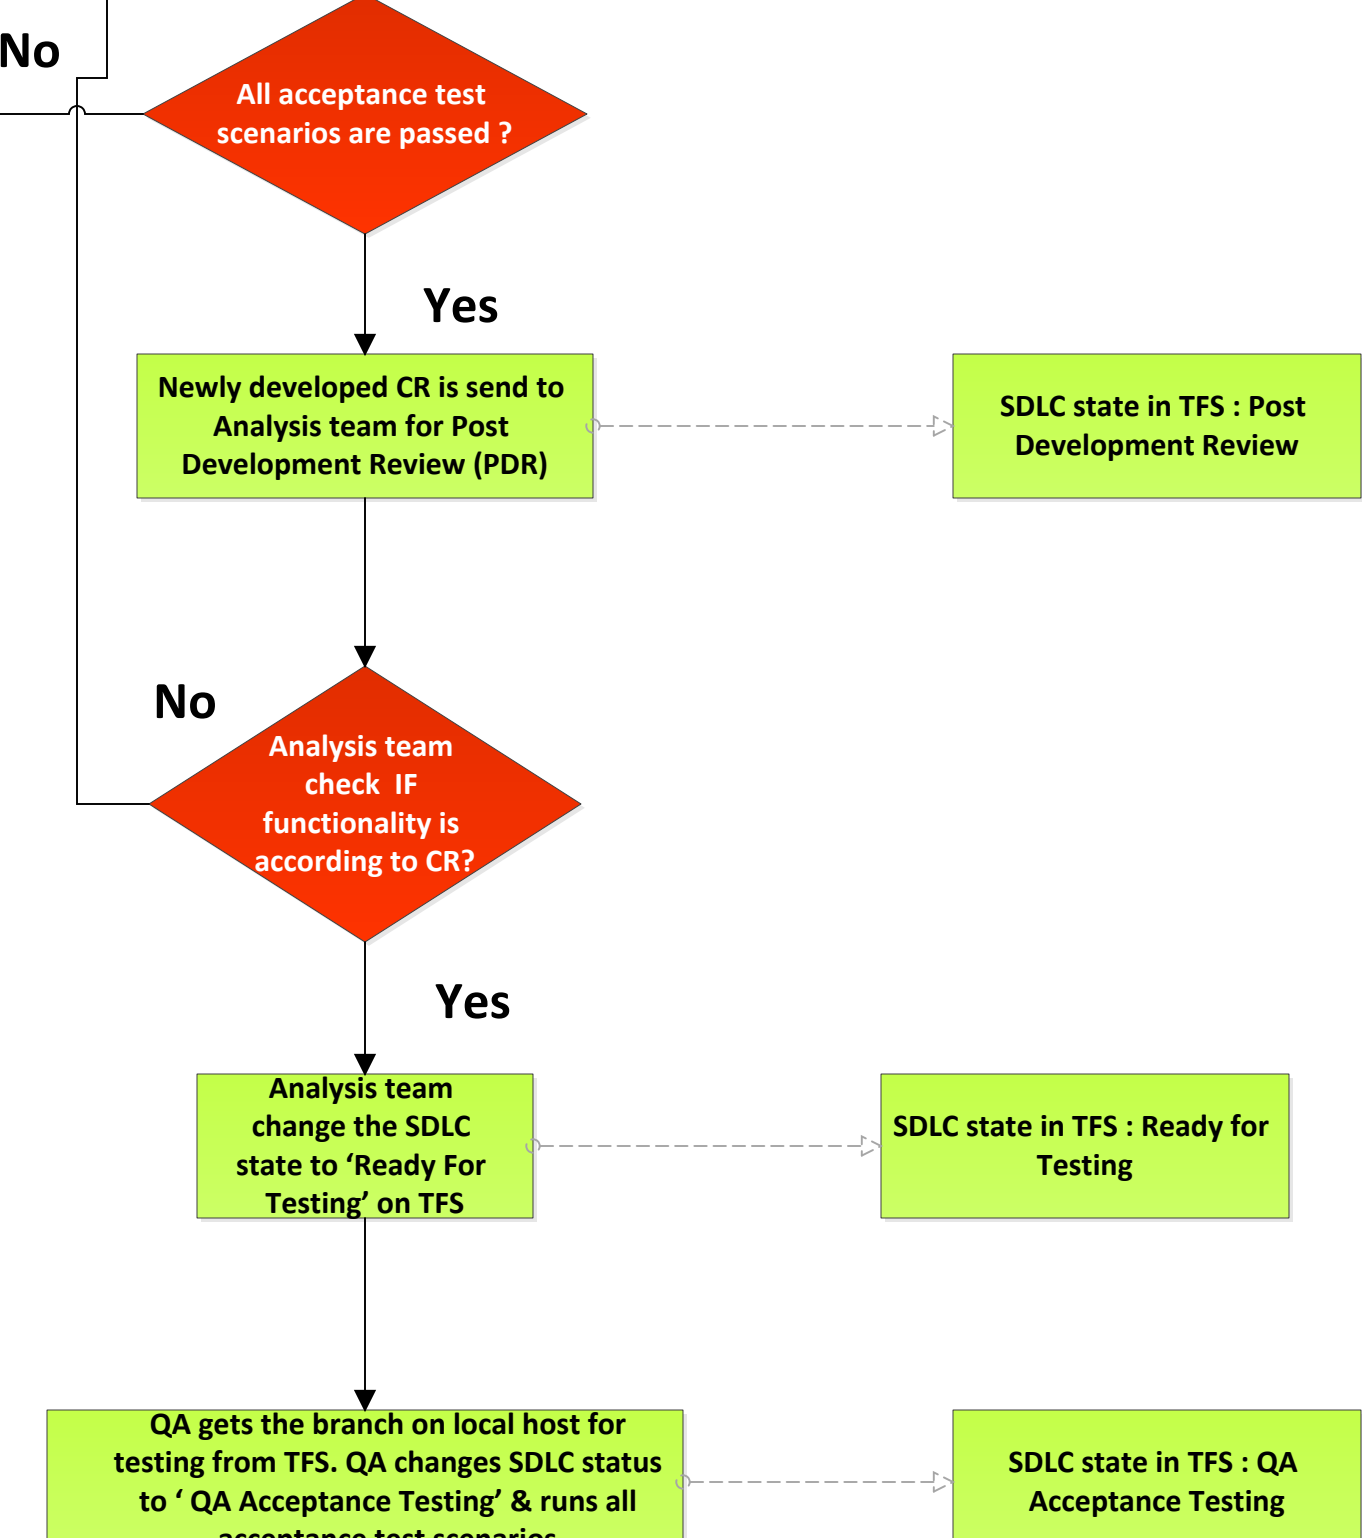 No
All acceptance test
scenarios are passed ?
Yes
Newly developed CR is send to
Analysis team for Post
Development Review (PDR)
SDLC state in TFS : Post
Development Review
No
Analysis team
check  IF
functionality is
according to CR?
Yes
Analysis team
change the SDLC
state to ‘Ready For
Testing’ on TFS
SDLC state in TFS : Ready for
Testing
QA gets the branch on local host for
testing from TFS. QA changes SDLC status
to ‘ QA Acceptance Testing’ & runs all
acceptance test scenarios
SDLC state in TFS : QA
Acceptance Testing